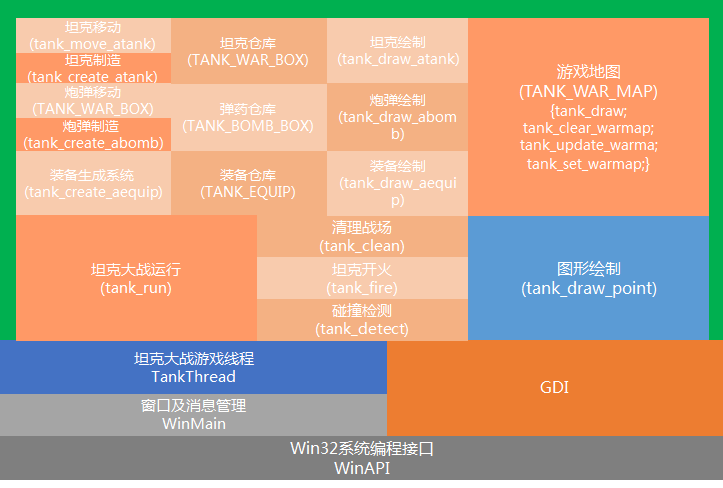 坦克移动
(tank_move_atank)
坦克制造
(tank_create_atank)
炮弹移动
(TANK_WAR_BOX)
炮弹制造
(tank_create_abomb)
装备生成系统
(tank_create_aequip)
坦克仓库
(TANK_WAR_BOX)
弹药仓库
(TANK_BOMB_BOX)
装备仓库
(TANK_EQUIP)
坦克绘制
(tank_draw_atank)
炮弹绘制
(tank_draw_abom
b)
装备绘制
(tank_draw_aequi
p)
游戏地图
(TANK_WAR_MAP)
{tank_draw;
tank_clear_warmap;
tank_update_warma;
tank_set_warmap;}
坦克大战运行
(tank_run)
清理战场
(tank_clean)
坦克开火
(tank_fire)
碰撞检测
(tank_detect)
图形绘制
(tank_draw_point)
坦克大战游戏线程
TankThread
窗口及消息管理
WinMain
GDI
Win32系统编程接口
WinAPI